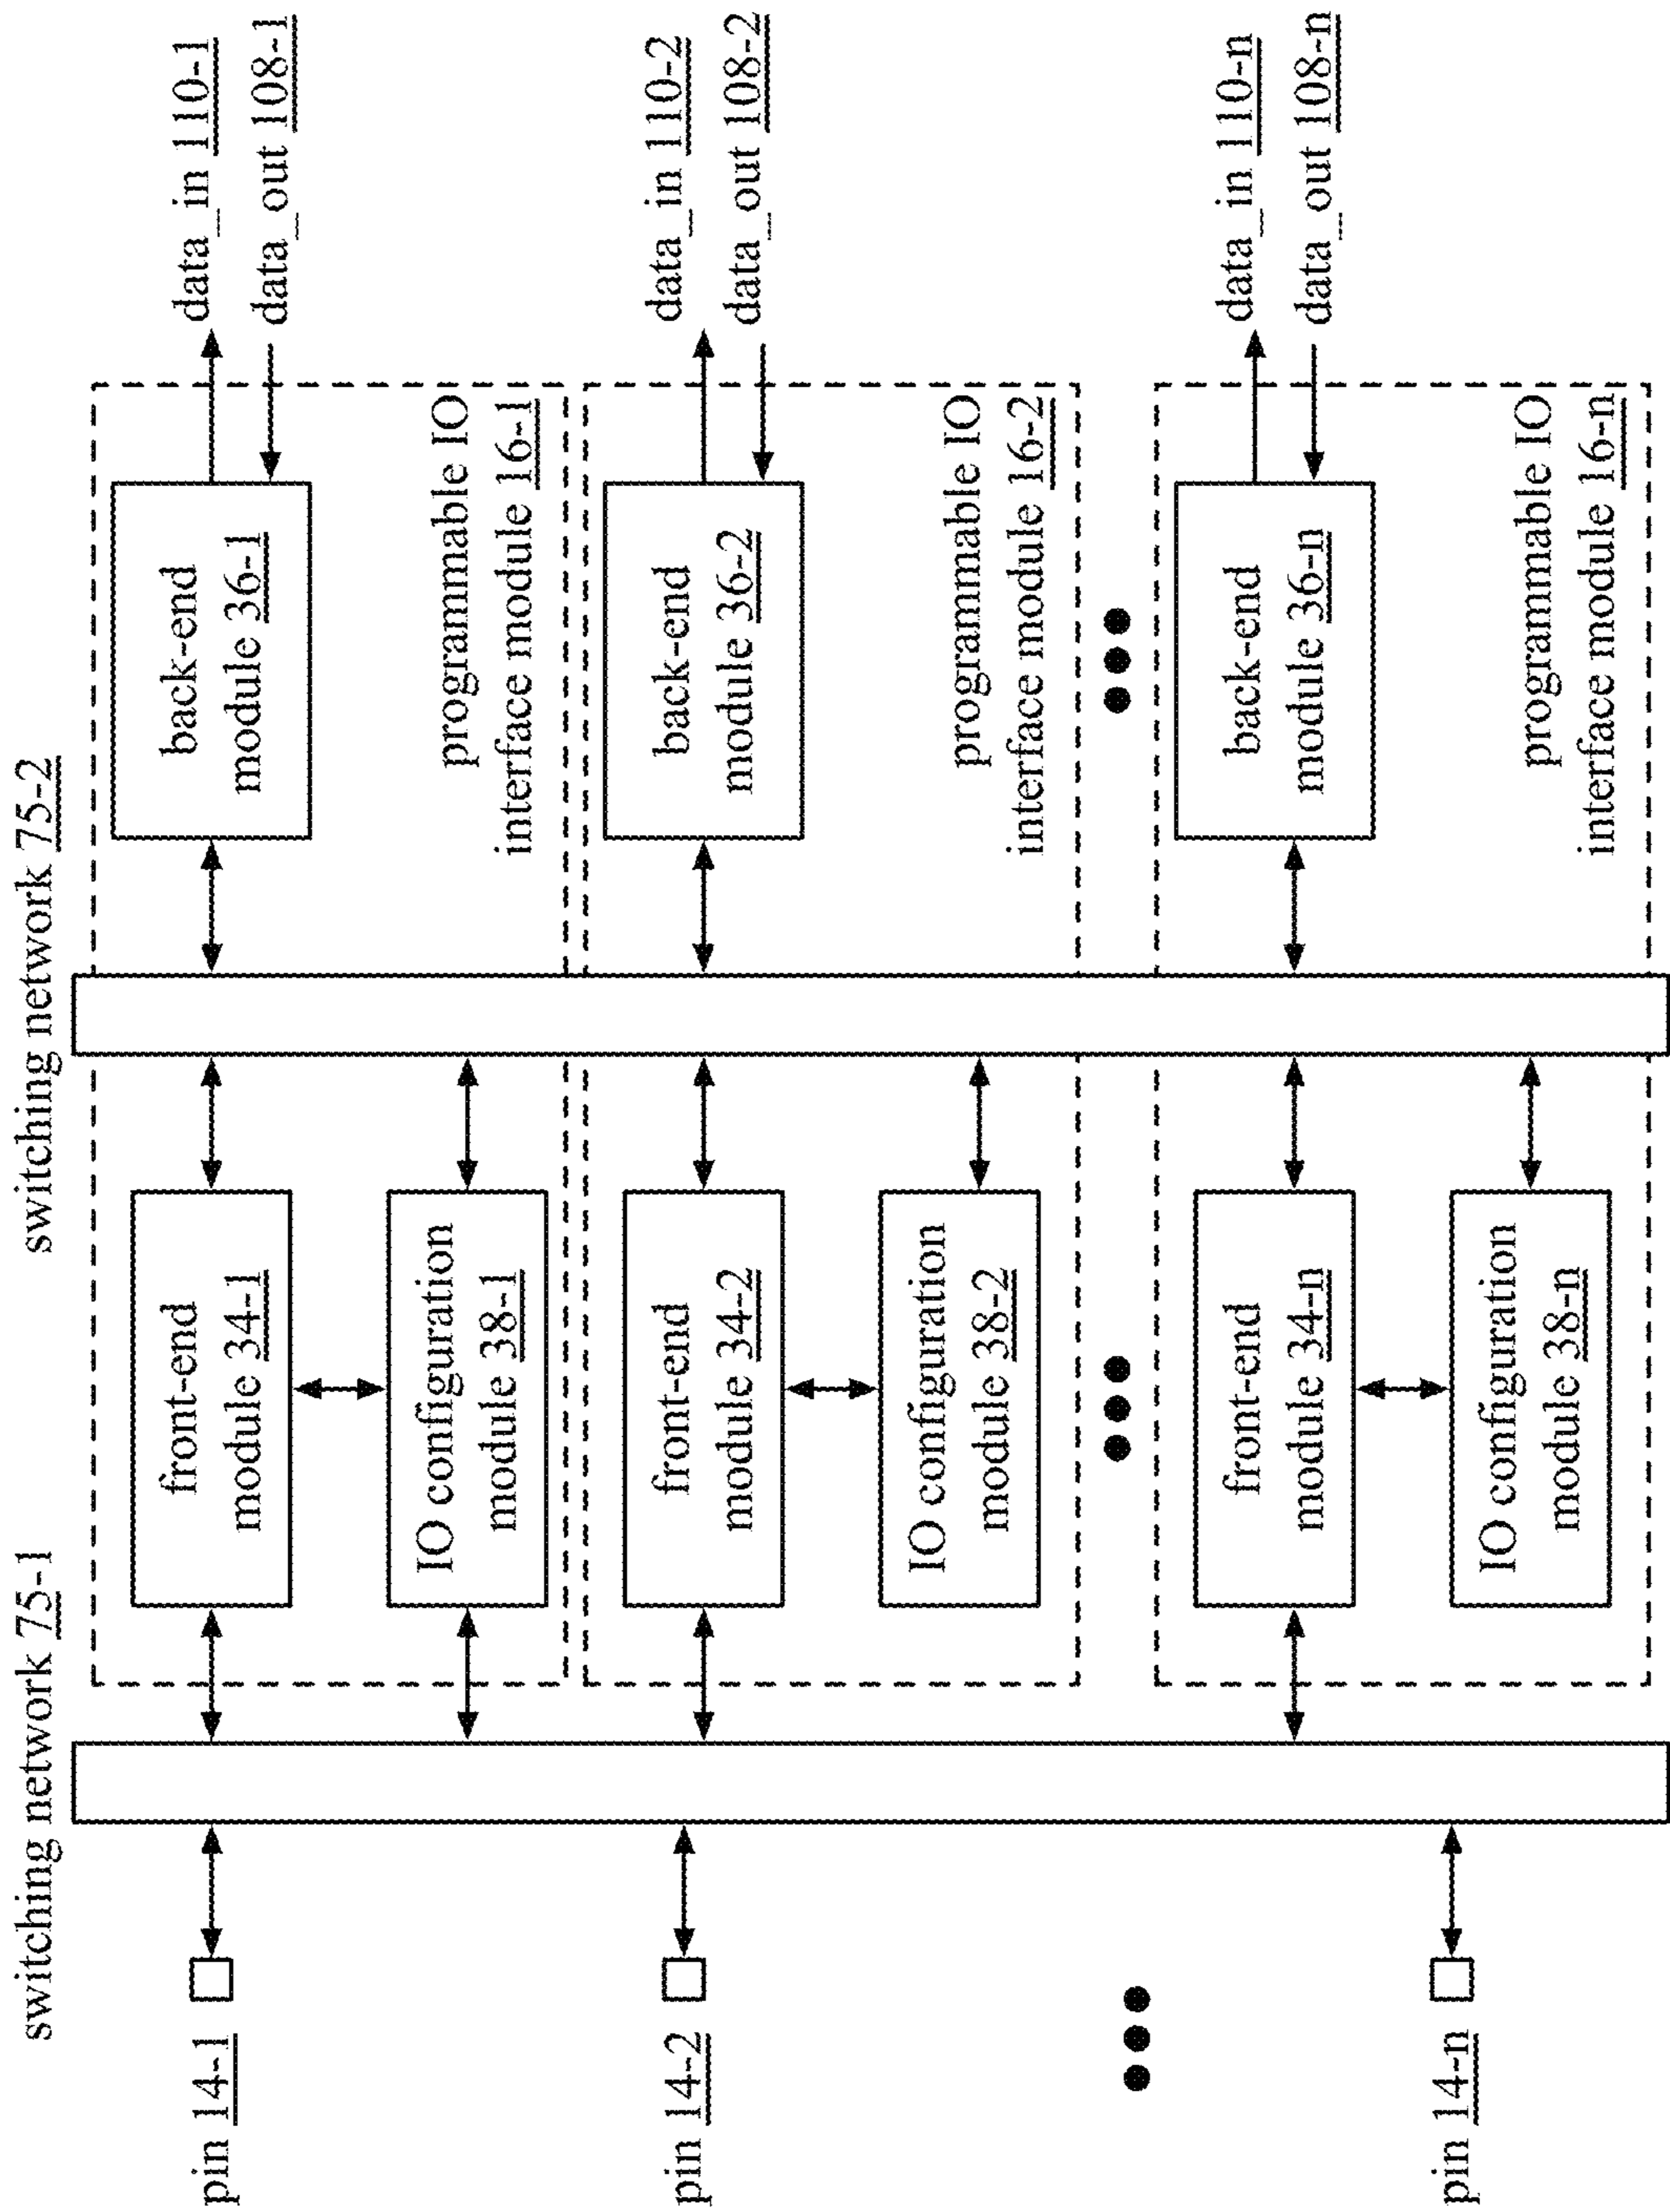 switching network 75-1
switching network 75-2
pin 14-1
front-end
module 34-1
IO configuration
module 38-1
back-end
module 36-1
programmable IO
interface module 16-1
data_in 110-1
data_out 108-1
pin 14-2
front-end
module 34-2
IO configuration
module 38-2
back-end
module 36-2
programmable IO
interface module 16-2
data_in 110-2
data_out 108-2
pin 14-n
front-end
module 34-n
IO configuration
module 38-n
back-end
module 36-n
programmable IO
interface module 16-n
data_in 110-n
data_out 108-n